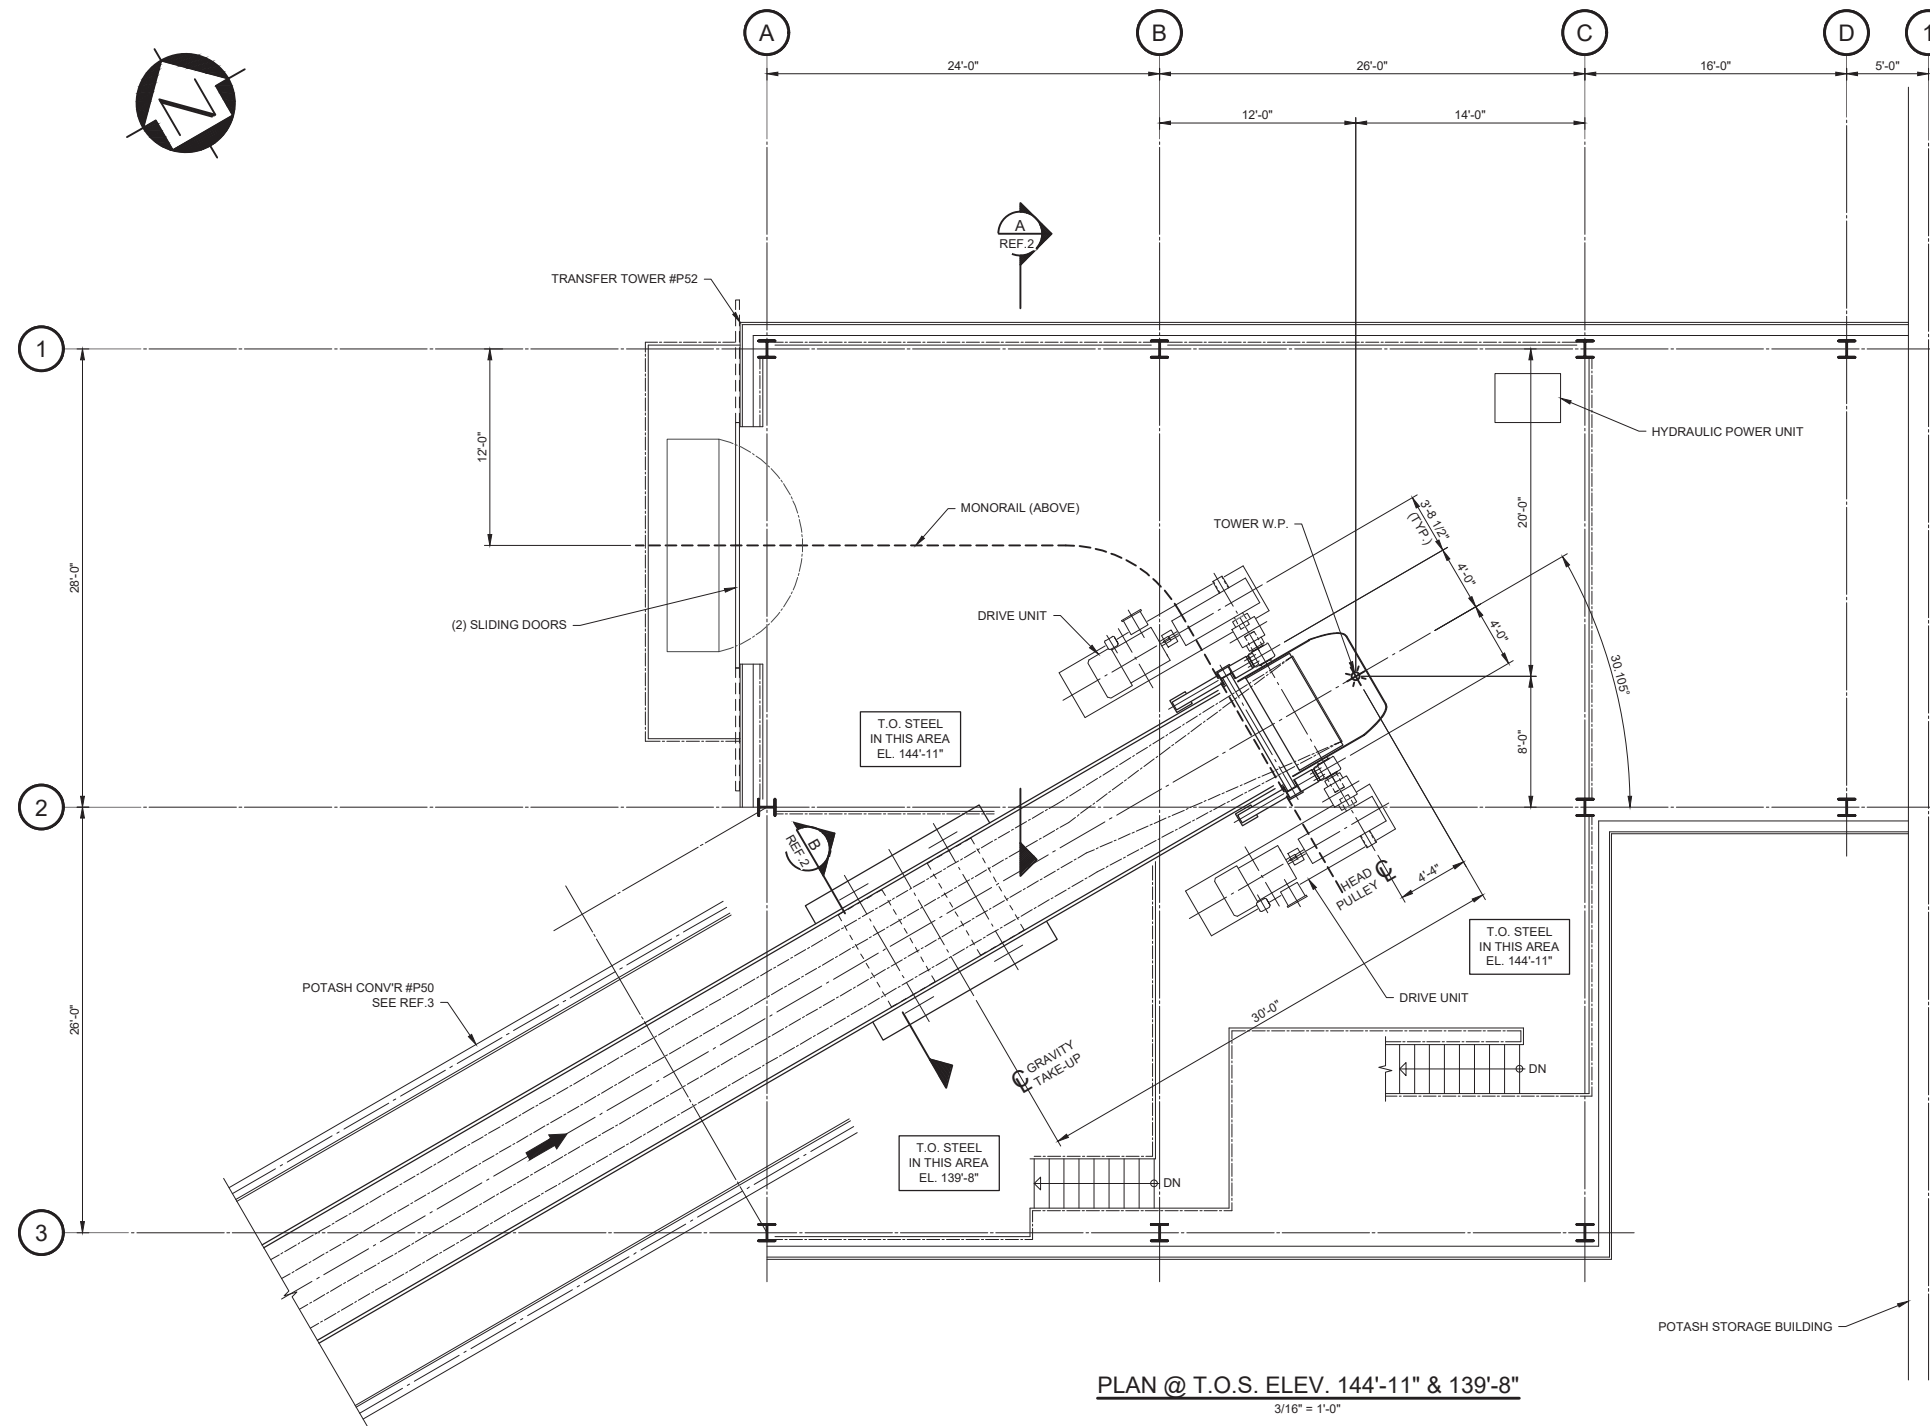 A
B
C
D
1
24'-0"
26'-0"
16'-0"
5'-0"
12'-0"
14'-0"
N
A
REF.2
TRANSFER TOWER #P52
1
HYDRAULIC POWER UNIT
12'-0"
MONORAIL (ABOVE)
TOWER W.P.
20'-0"
3'-8 1/2"
(TYP.)
4'-0"
4'-0"
28'-0"
(2) SLIDING DOORS
DRIVE UNIT
30.105°
T.O. STEEL
IN THIS AREA
EL. 144'-11"
8'-0"
2
B
REF.2
HEAD
PULLEY
4'-4"
T.O. STEEL
IN THIS AREA
EL. 144'-11"
POTASH CONV'R #P50
SEE REF.3
DRIVE UNIT
26'-0"
30'-0"
GRAVITY
TAKE-UP
DN
T.O. STEEL
IN THIS AREA
EL. 139'-8"
DN
3
POTASH STORAGE BUILDING
PLAN @ T.O.S. ELEV. 144'-11" & 139'-8"
3/16" = 1'-0"